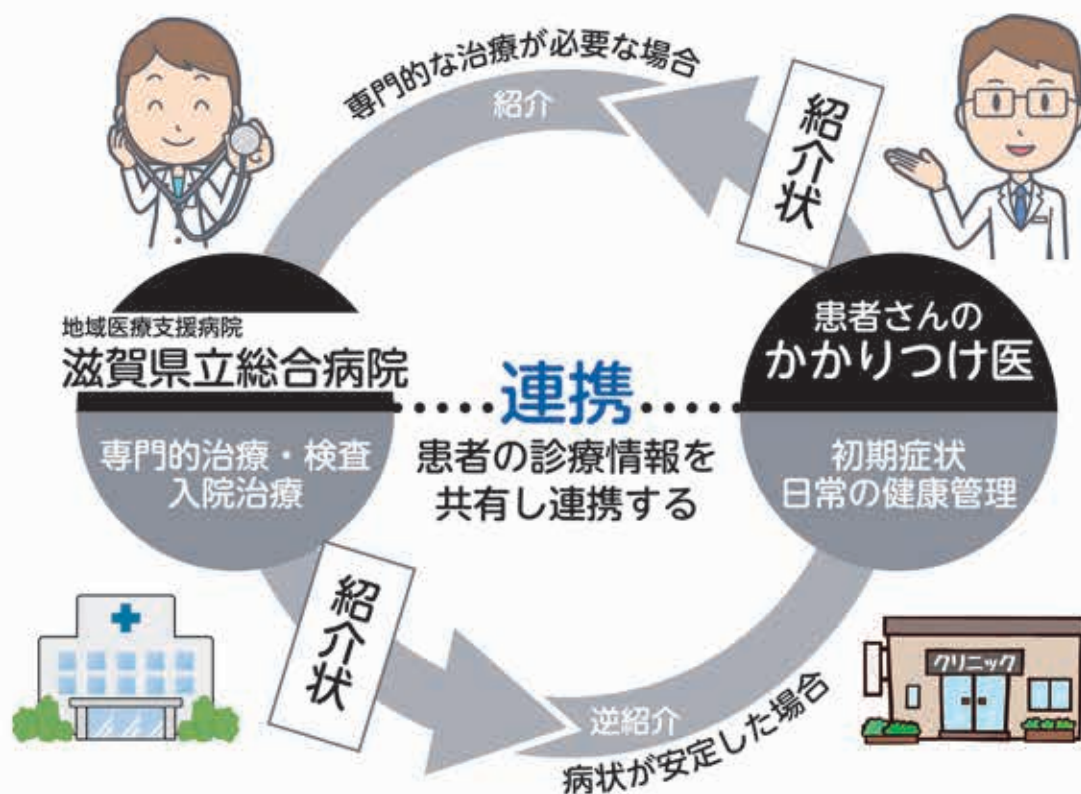 専門的な治療が必要な場合
紹介
紹介状
地域医療支援病院
滋賀県立総合病院
専門的治療・検査
入院治療
連携
患者の診療情報を
共有し連携する
患者さんの
かかりつけ医
初期症状
日常の健康管理
紹介状
逆紹介
病状が安定した場合
クリニック